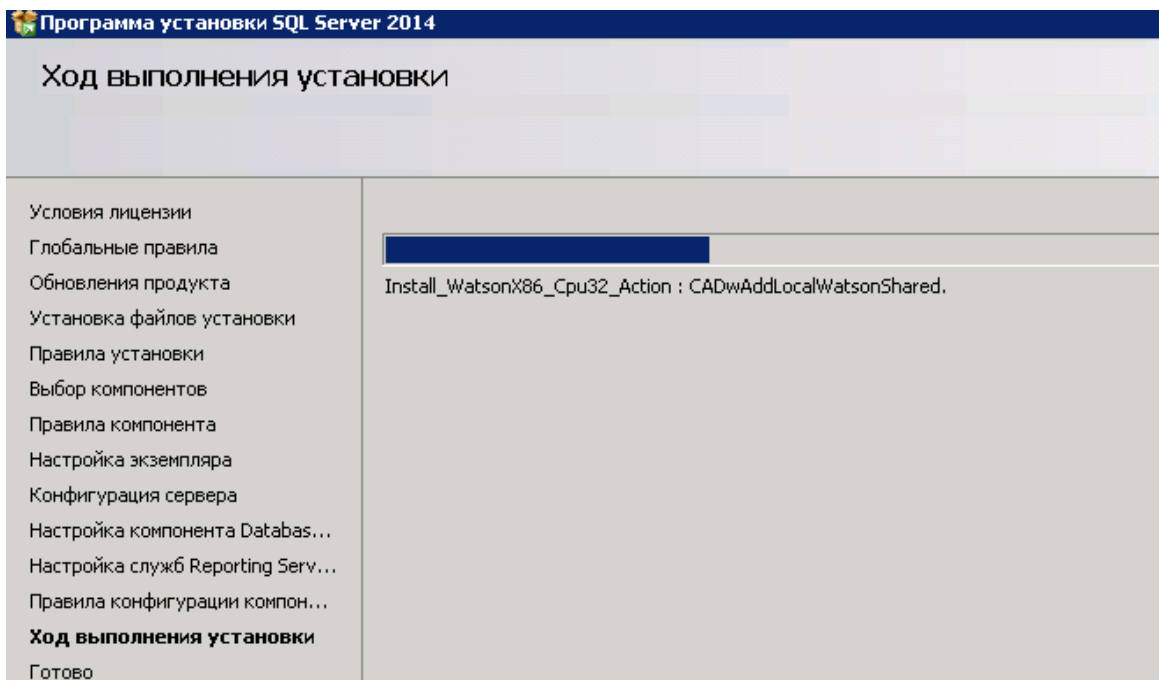 Программа установки SQL Server 2014
Ход выполнения установки
Условия лицензии
Глобальные правила
Обновления продукта
Установка файлов установки
Правила установки
Выбор компонентов
Правила компонента
Настройка экземпляра
Конфигурация сервера
Настройка компонента Databas...
Настройка служб Reporting Serv...
Правила конфигурации компон...
Ход выполнения установки
Готово
Install_WatsonX86_Cpu32_Action : CADwAddLocalWatsonShared.